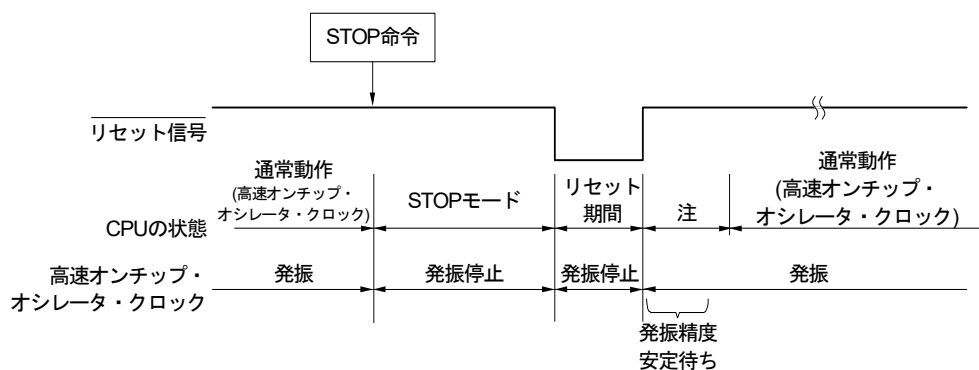 STOP命令
リセット信号
通常動作
(高速オンチップ・
オシレータ・クロック)
STOPモード
リセット
期間
注
通常動作
(高速オンチップ・
オシレータ・クロック)
CPUの状態
高速オンチップ・
オシレータ・クロック
発振
発振停止
発振停止
発振
発振精度
安定待ち